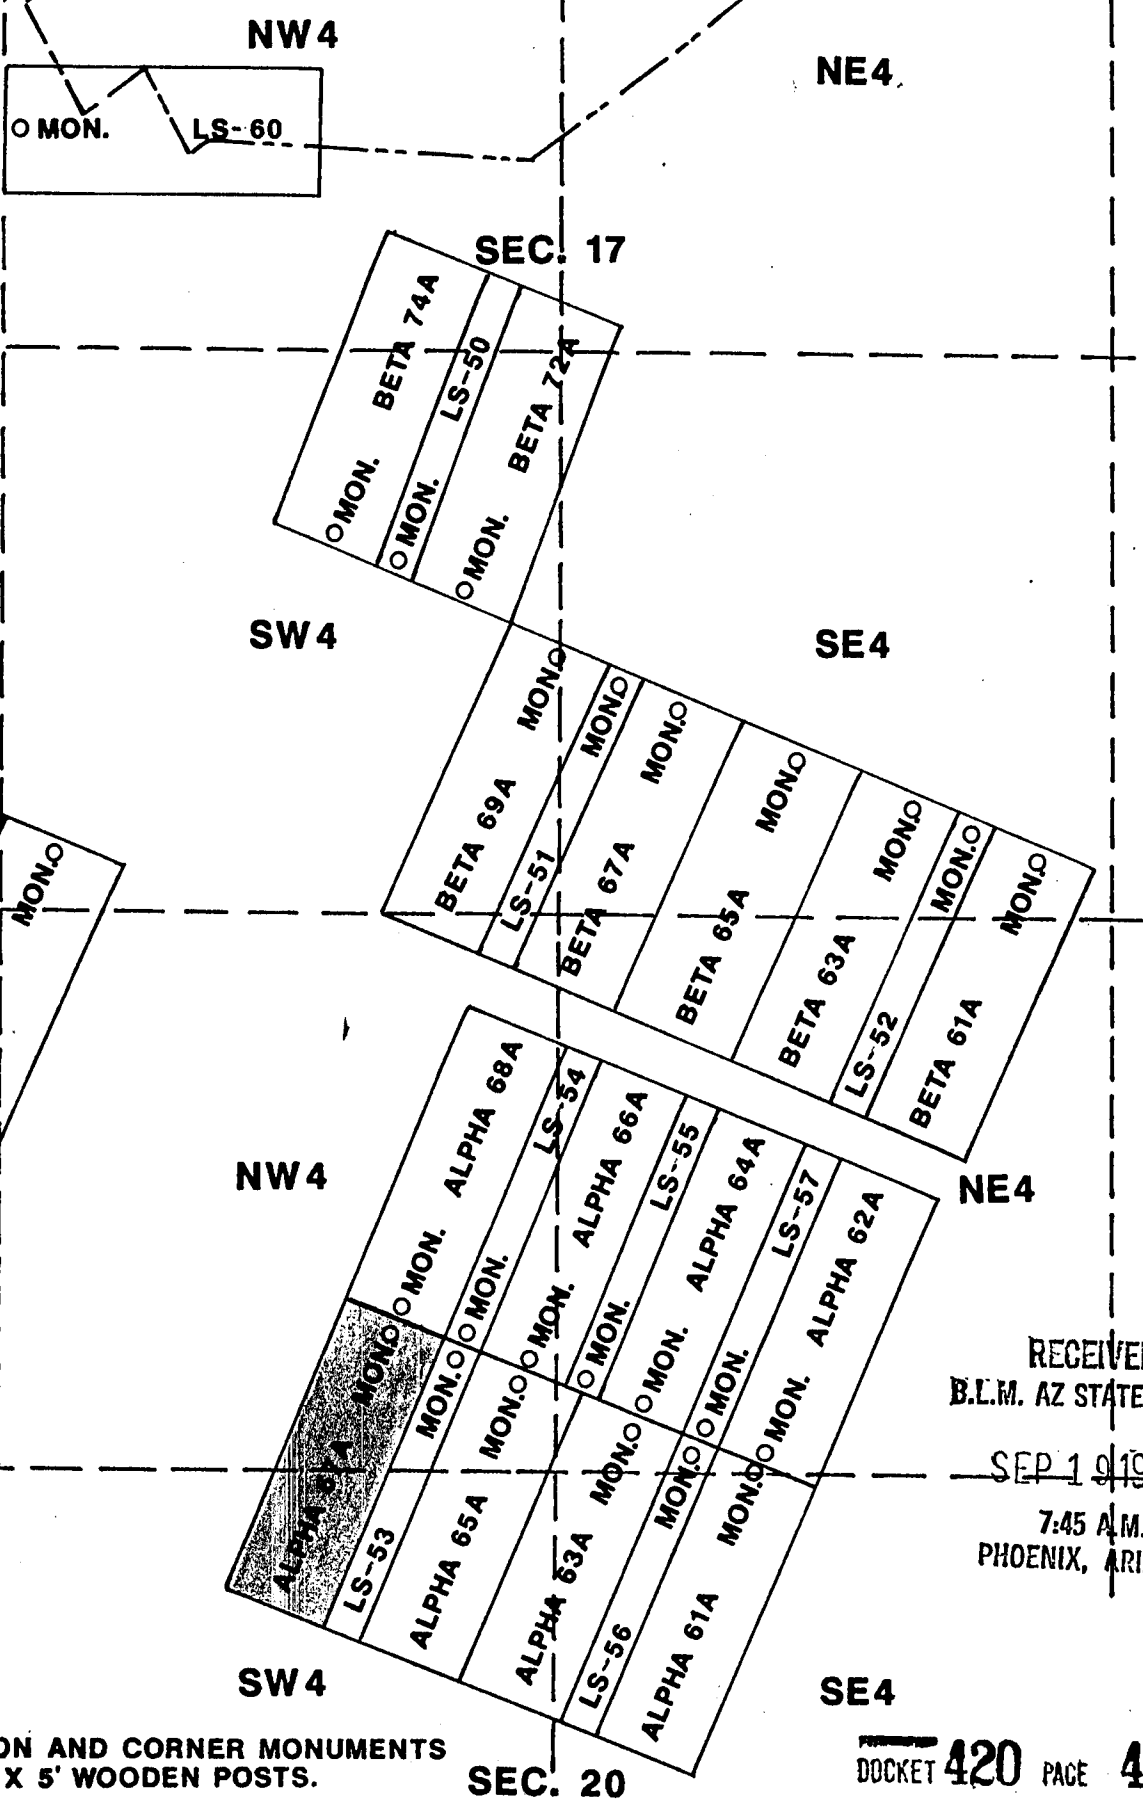 NW4
NE4
MON. LS-60
SEC. 17
BETA 74A
MON.
LS-50
MON.
BETA 72A
MON.
SW4
SE4
MON.
BETA 69A
MON.
LS-51
MON.
BETA 67A
MON.
BETA 65A
MON.
BETA 63A
MON.
LS-52
MON.
BETA 61A
MON.
NW4
NE4
ALPHA 68A
MON.
LS-54
MON.
ALPHA 66A
MON.
LS-55
MON.
ALPHA 64A
MON.
LS-57
MON.
ALPHA 62A
MON.
MON.
ALPHA 67A
MON.
LS-53
MON.
ALPHA 65A
MON.
ALPHA 63A
MON.
LS-56
MON.
ALPHA 61A
RECEIVE
B.L.M. AZ STATE
SEP 19 19
7:45 A.M.
PHOENIX, ARI
SW4
SE4
ON AND CORNER MONUMENTS
X 5' WOODEN POSTS.
SEC. 20
DOCKET 420 PAGE 4